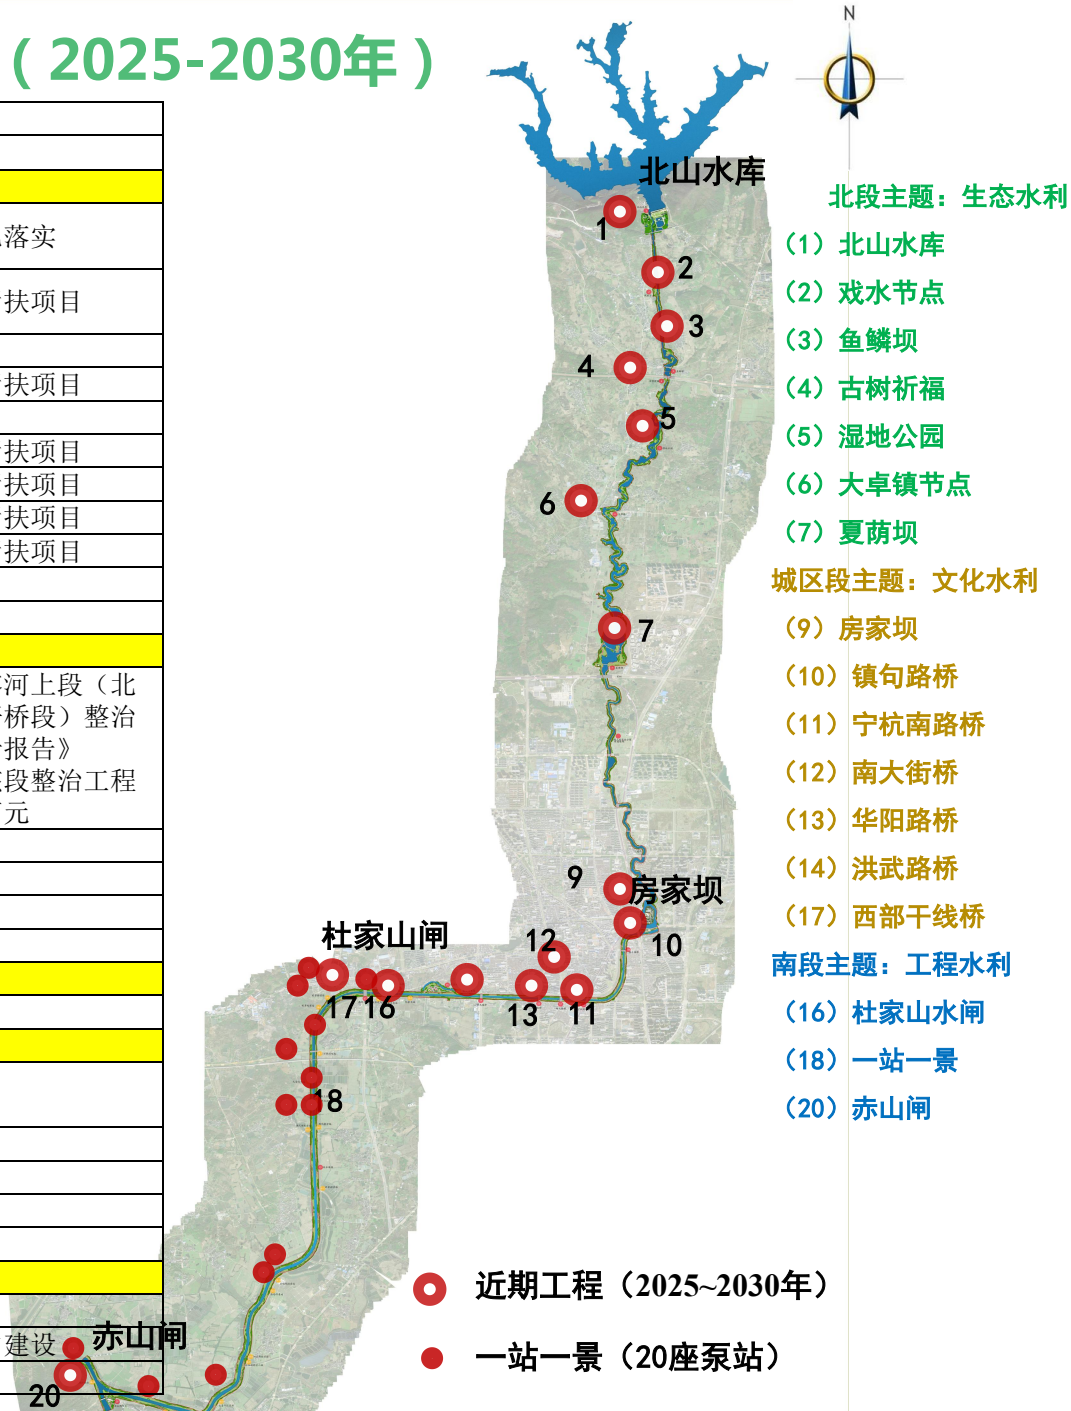 （2025-2030年）
N
落实
扶项目
扶项目
扶项目
扶项目
扶项目
扶项目
河上段（北
桥段）整治
报告》
段整治工程
元
建设
北山水库
1
2
3
4
5
6
7
9
房家坝
10
杜家山闸
12
17
16
13
11
18
赤山闸
20
北段主题：生态水利
（1）北山水库
（2）戏水节点
（3）鱼鳞坝
（4）古树祈福
（5）湿地公园
（6）大卓镇节点
（7）夏荫坝
城区段主题：文化水利
（9）房家坝
（10）镇句路桥
（11）宁杭南路桥
（12）南大街桥
（13）华阳路桥
（14）洪武路桥
（17）西部干线桥
南段主题：工程水利
（16）杜家山水闸
（18）一站一景
（20）赤山闸
近期工程（2025~2030年）
一站一景（20座泵站）